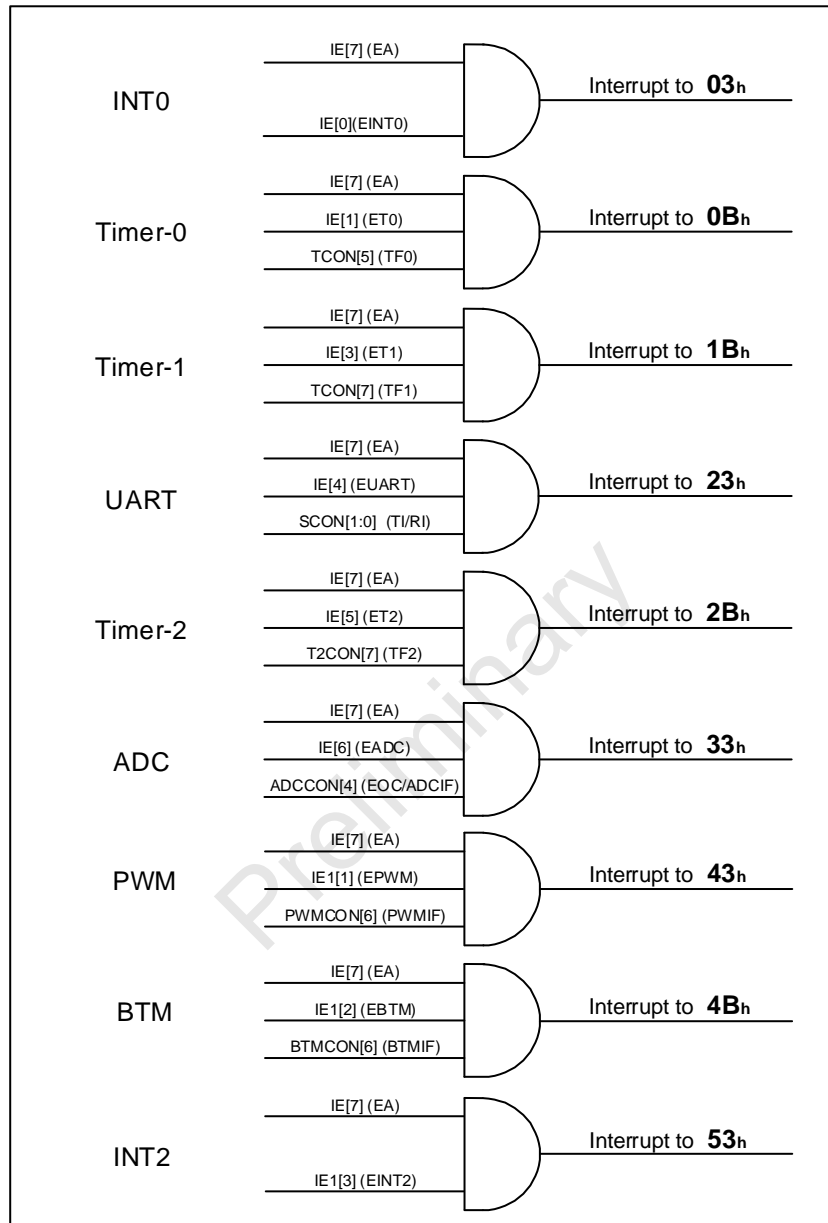 IE[7] (EA)
INT0
Interrupt to 03h
IE[0](EINT0)
IE[7] (EA)
Timer-0
IE[1] (ET0)
Interrupt to 0Bh
TCON[5] (TF0)
IE[7] (EA)
Timer-1
IE[3] (ET1)
Interrupt to 1Bh
TCON[7] (TF1)
IE[7] (EA)
UART
IE[4] (EUART)
Interrupt to 23h
SCON[1:0] (TI/RI)
IE[7] (EA)
Timer-2
IE[5] (ET2)
Interrupt to 2Bh
T2CON[7] (TF2)
IE[7] (EA)
ADC
IE[6] (EADC)
Interrupt to 33h
ADCCON[4] (EOC/ADCIF)
IE[7] (EA)
PWM
IE1[1] (EPWM)
Interrupt to 43h
PWMCON[6] (PWMIF)
IE[7] (EA)
BTM
IE1[2] (EBTM)
Interrupt to 4Bh
BTMCON[6] (BTMIF)
IE[7] (EA)
INT2
Interrupt to 53h
IE1[3] (EINT2)
Preliminary